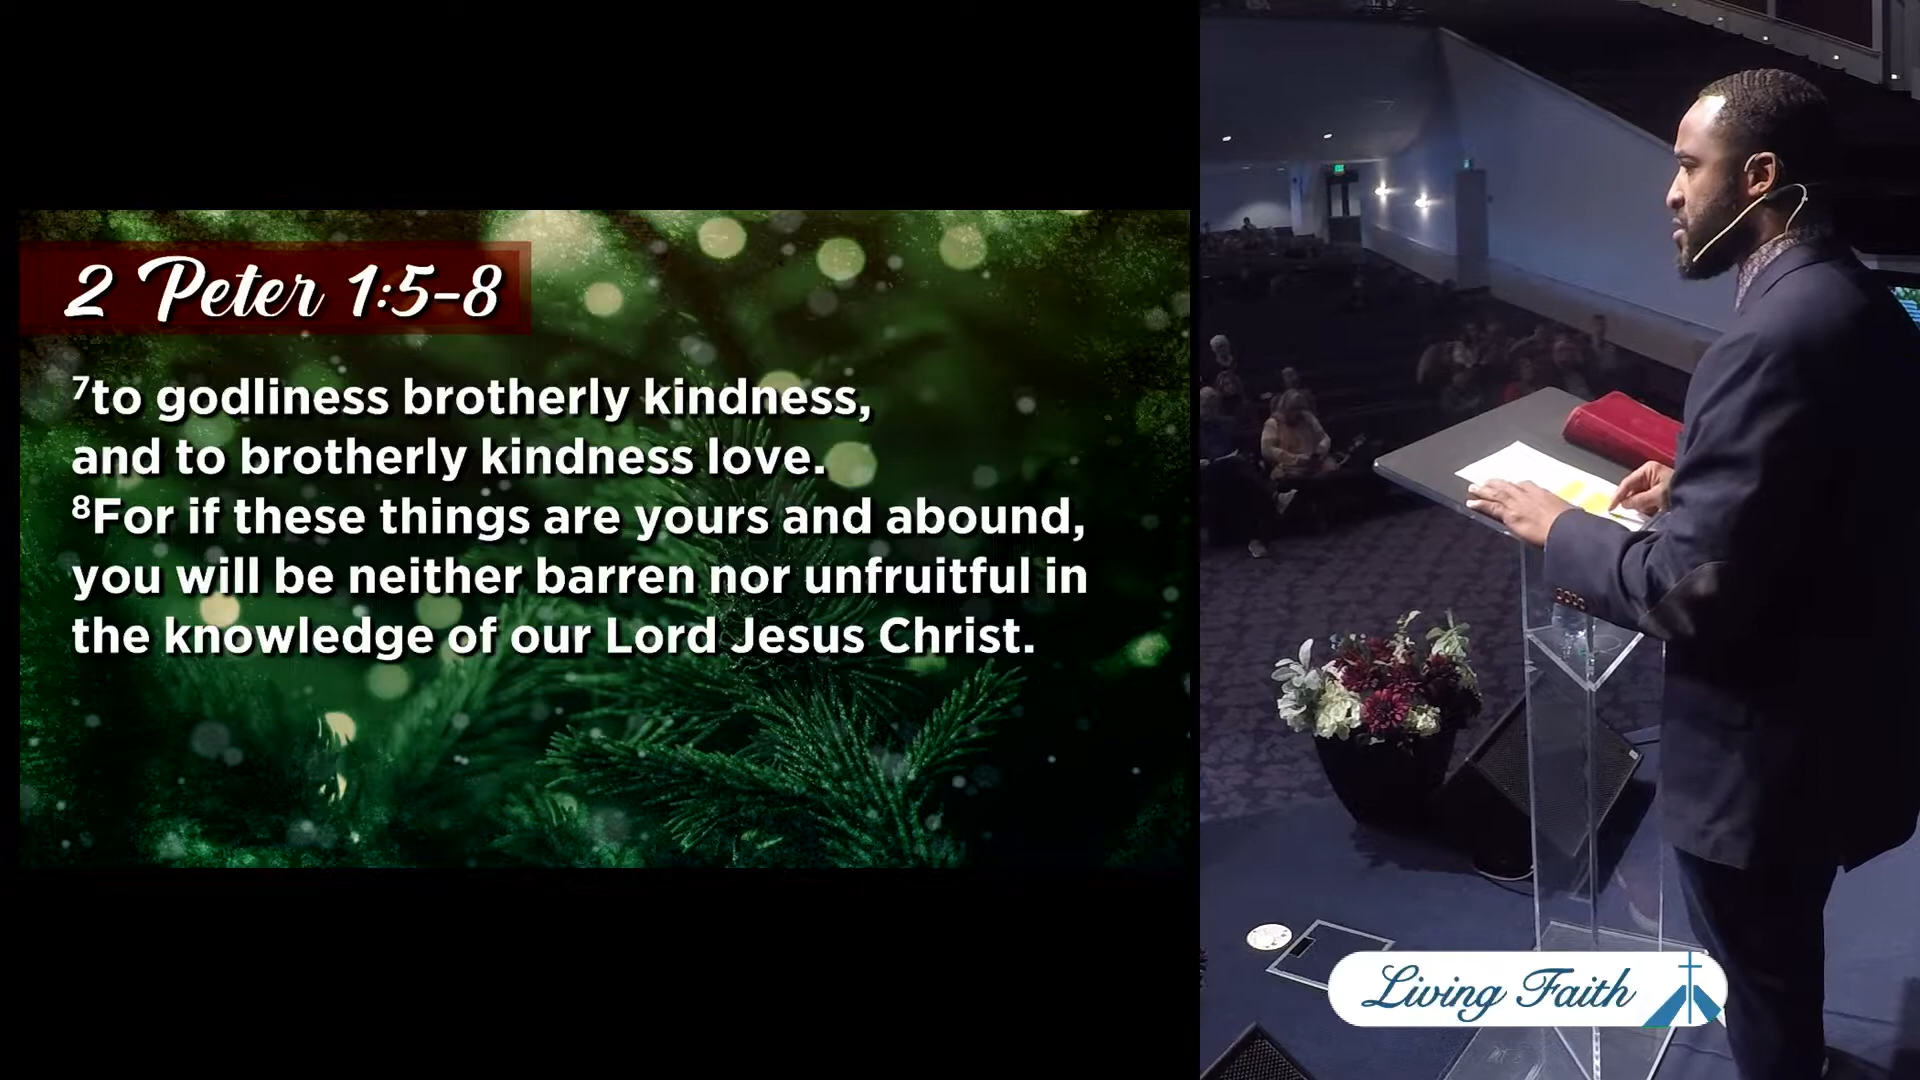 2 Peter 1:5-8
⁷to godliness brotherly kindness,
and to brotherly kindness love.
⁸For if these things are yours and abound,
you will be neither barren nor unfruitful in
the knowledge of our Lord Jesus Christ.
Living Faith